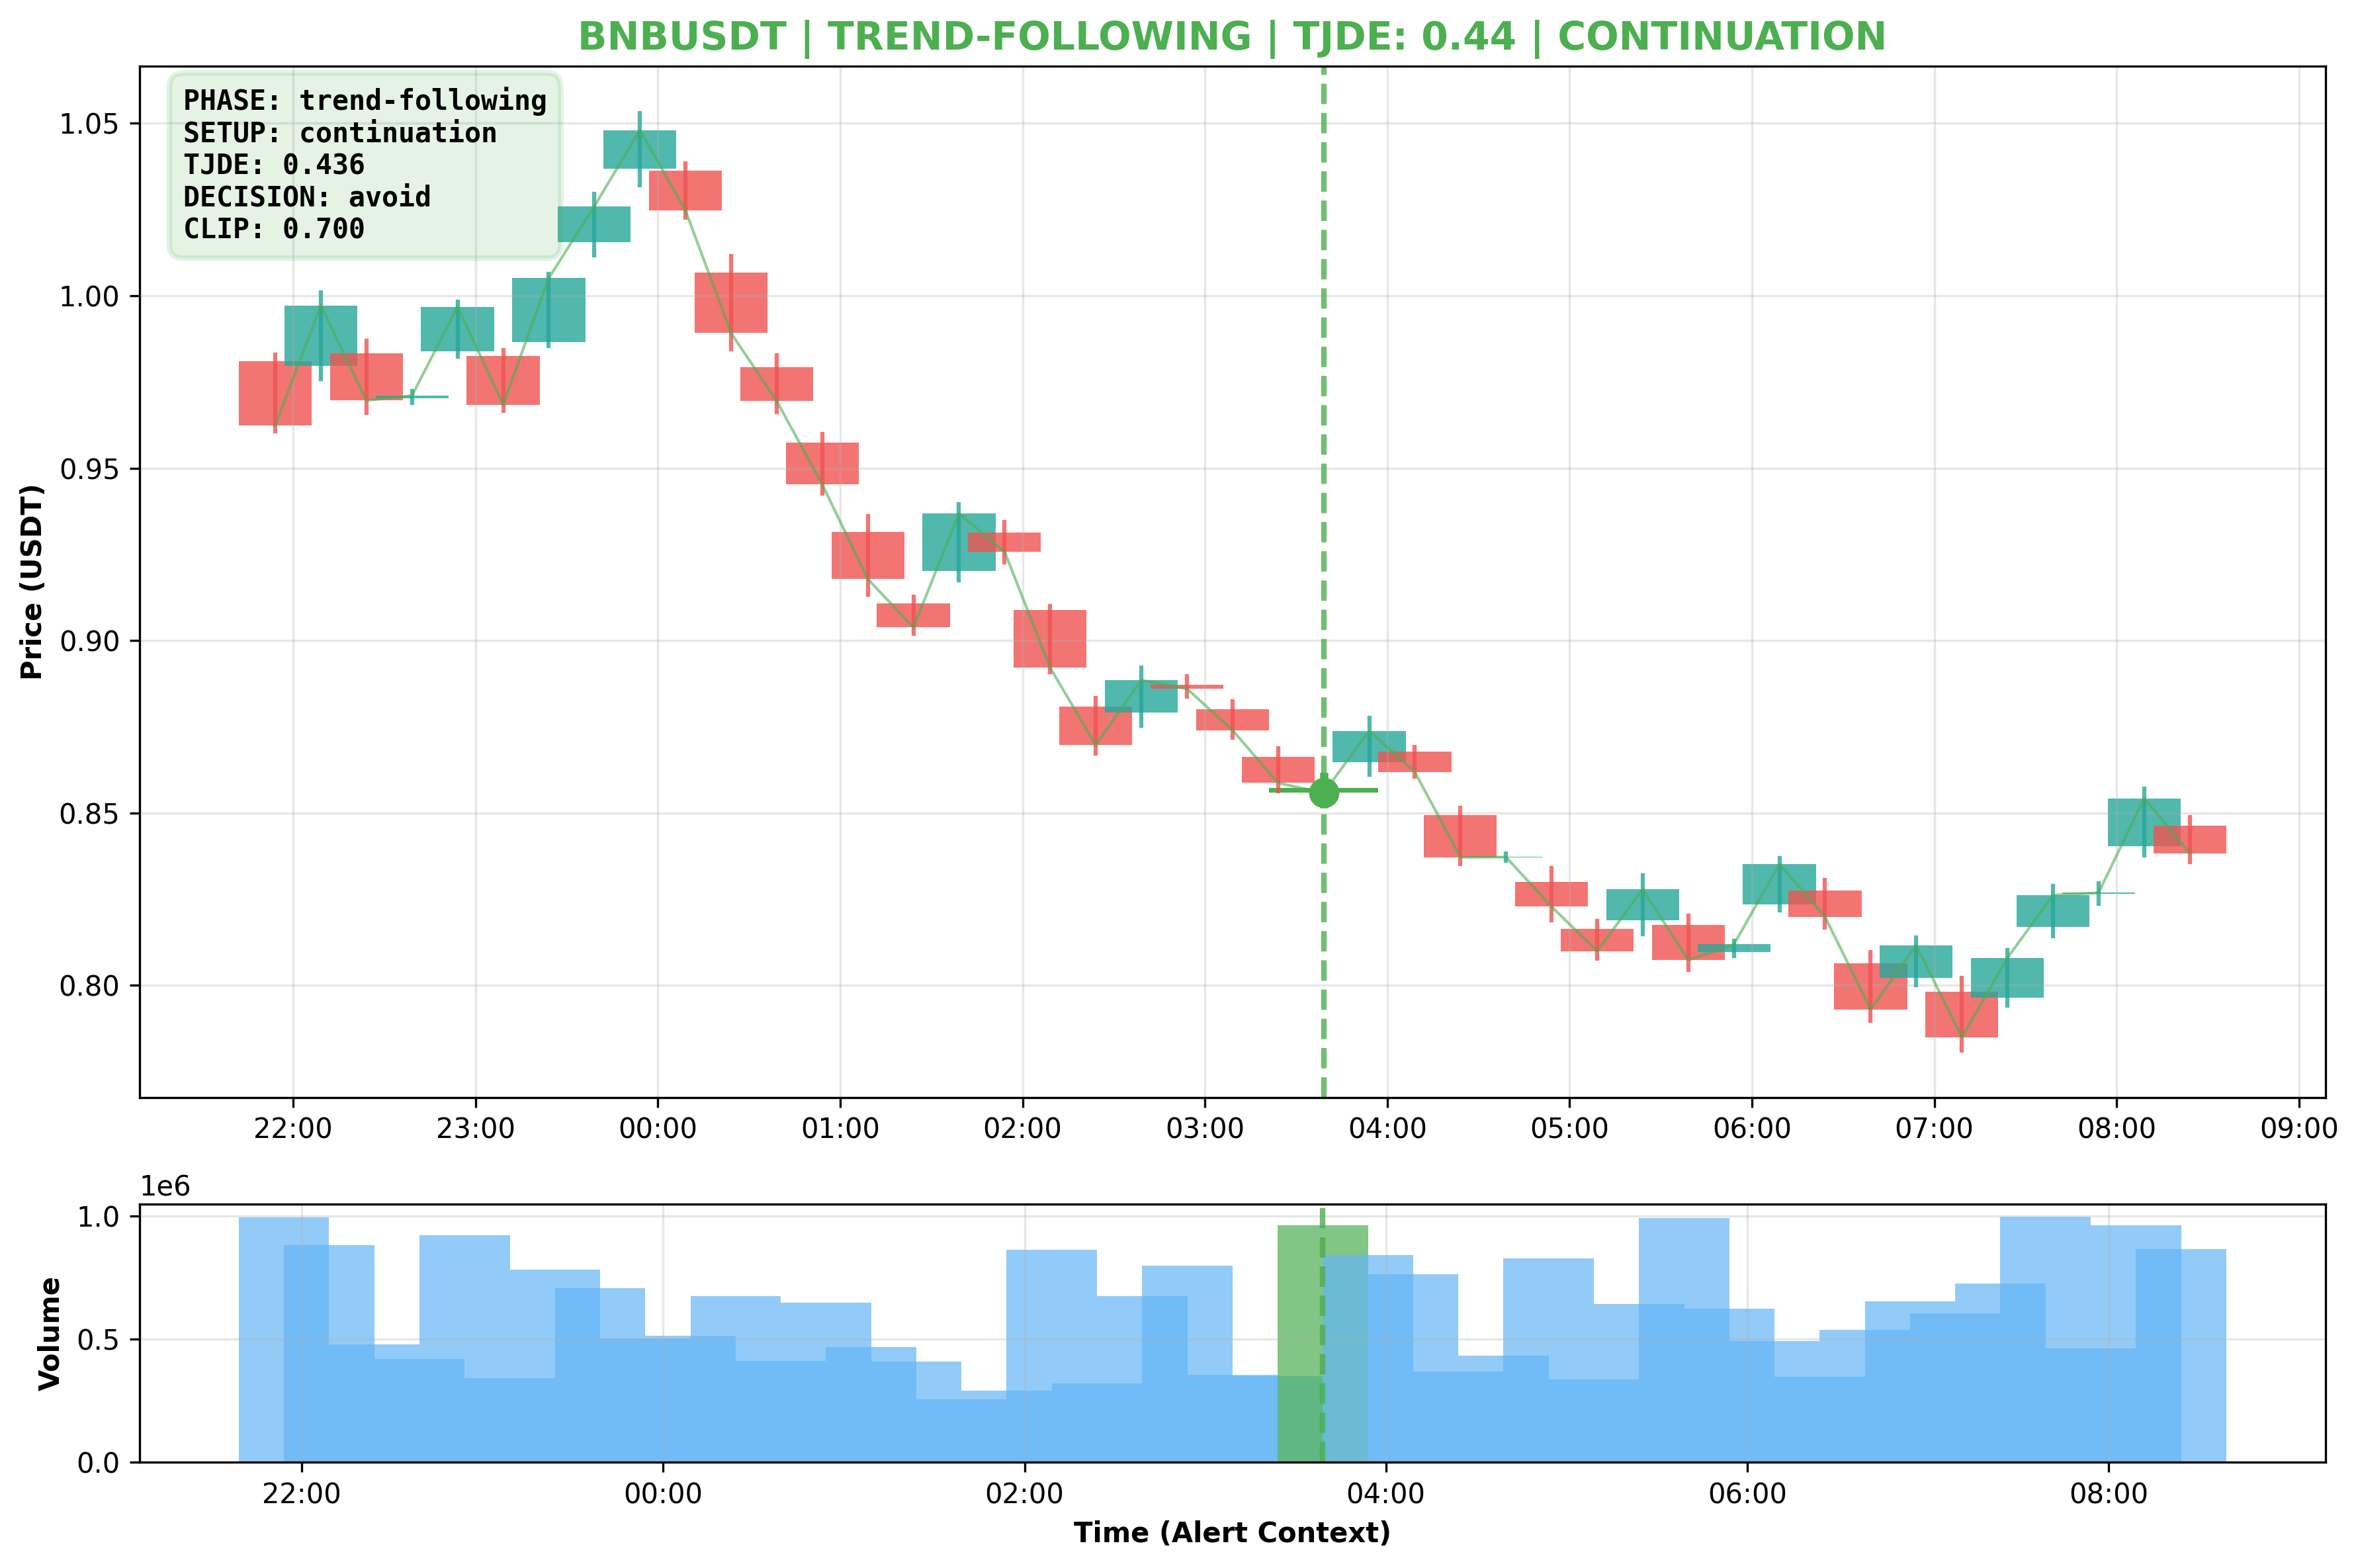 BNBUSDT | TREND-FOLLOWING | TJDE: 0.44 | CONTINUATION
PHASE: trend-following
SETUP: continuation
TJDE: 0.436
DECISION: avoid
CLIP: 0.700
Price (USDT)
1.05
1.00
0.95
0.90
0.85
0.80
22:00 23:00 00:00 01:00 02:00 03:00 04:00 05:00 06:00 07:00 08:00 09:00
1e6
Volume
1.0
0.5
0.0
22:00 00:00 02:00 04:00 06:00 08:00
Time (Alert Context)